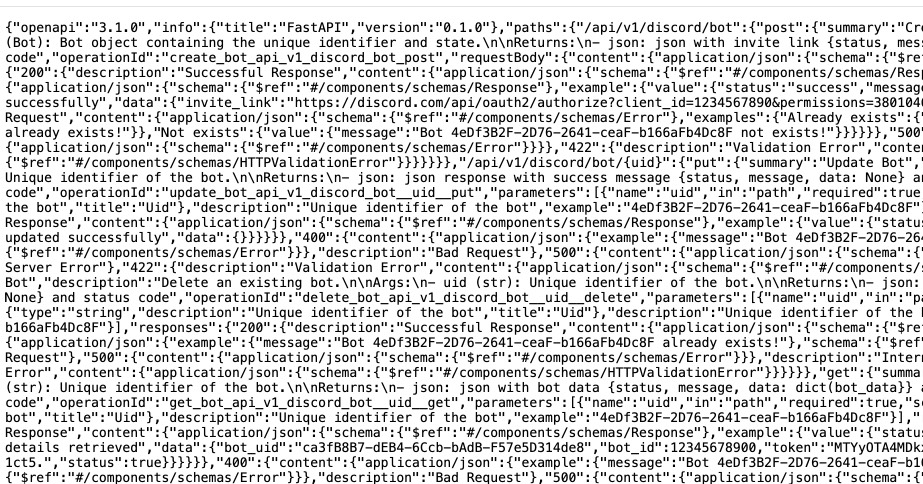 {"openapi":"3.1.0","info":{"title":"FastAPI","version":"0.1.0"},"paths":{"/api/v1/discord/bot":{"post":{"summary":"Cre
(Bot): Bot object containing the unique identifier and state.\n\nReturns:\n- json: json with invite link {status, mes
code","operationId":"create_bot_api_v1_discord_bot_post","requestBody":{"content":{"application/json":{"schema":{"$ref
{"200":{"description":"Successful Response","content":{"application/json":{"schema":{"$ref":"#/components/schemas/Res
{"application/json":{"schema":{"$ref":"#/components/schemas/Response"},"example":{"value":{"status":"success","message
successfully","data":{"invite_link":"https://discord.com/api/oauth2/authorize?client_id=1234567890&permissions=3801046
Request","content":{"application/json":{"schema":{"$ref":"#/components/schemas/Error"},"examples":{"Already exists":{
already exists!"}},"Not exists":{"value":{"message":"Bot 4eDf3B2F-2D76-2641-ceaF-b166aFb4Dc8F not exists!"}}}}}},"500
{"application/json":{"schema":{"$ref":"#/components/schemas/Error"}}}},"422":{"description":"Validation Error","conte
{"$ref":"#/components/schemas/HTTPValidationError"}}}}}}},"/api/v1/discord/bot/{uid}":{"put":{"summary":"Update Bot",
Unique identifier of the bot.\n\nReturns:\n- json: json response with success message {status, message, data: None} an
code","operationId":"update_bot_api_v1_discord_bot__uid__put","parameters":[{"name":"uid","in":"path","required":true
the bot","title":"Uid"},"description":"Unique identifier of the bot","example":"4eDf3B2F-2D76-2641-ceaF-b166aFb4Dc8F"
Response","content":{"application/json":{"schema":{"$ref":"#/components/schemas/Response"},"example":{"value":{"status
updated successfully","data":{}}}}}},"400":{"content":{"application/json":{"example":{"message":"Bot 4eDf3B2F-2D76-26
{"$ref":"#/components/schemas/Error"}}},"description":"Bad Request"},"500":{"content":{"application/json":{"schema":{
Server Error"},"422":{"description":"Validation Error","content":{"application/json":{"schema":{"$ref":"#/components/s
Bot","description":"Delete an existing bot.\n\nArgs:\n- uid (str): Unique identifier of the bot.\n\nReturns:\n- json:
None} and status code","operationId":"delete_bot_api_v1_discord_bot__uid__delete","parameters":[{"name":"uid","in":"p
{"type":"string","description":"Unique identifier of the bot","title":"Uid"},"description":"Unique identifier of the b
b166aFb4Dc8F"}],"responses":{"200":{"description":"Successful Response","content":{"application/json":{"schema":{"$re
{"application/json":{"example":{"message":"Bot 4eDf3B2F-2D76-2641-ceaF-b166aFb4Dc8F already exists!"},"schema":{"$ref
Request"},"500":{"content":{"application/json":{"schema":{"$ref":"#/components/schemas/Error"}}},"description":"Inter
Error","content":{"application/json":{"schema":{"$ref":"#/components/schemas/HTTPValidationError"}}}}}},"get":{"summa
(str): Unique identifier of the bot.\n\nReturns:\n- json: json with bot data {status, message, data: dict(bot_data)} a
code","operationId":"get_bot_api_v1_discord_bot__uid__get","parameters":[{"name":"uid","in":"path","required":true,"sc
bot","title":"Uid"},"description":"Unique identifier of the bot","example":"4eDf3B2F-2D76-2641-ceaF-b166aFb4Dc8F"}],"
Response","content":{"application/json":{"schema":{"$ref":"#/components/schemas/Response"},"example":{"value":{"status
details retrieved","data":{"bot_uid":"ca3fB8B7-dEB4-6Ccb-bAdB-F57e5D314de8","bot_id":12345678900,"token":"MTYyOTA4MDkz
1ct5.","status":true}}}}}},"400":{"content":{"application/json":{"example":{"message":"Bot 4eDf3B2F-2D76-2641-ceaF-b16
{"$ref":"#/components/schemas/Error"}}},"description":"Bad Request"},"500":{"content":{"application/json":{"schema":{